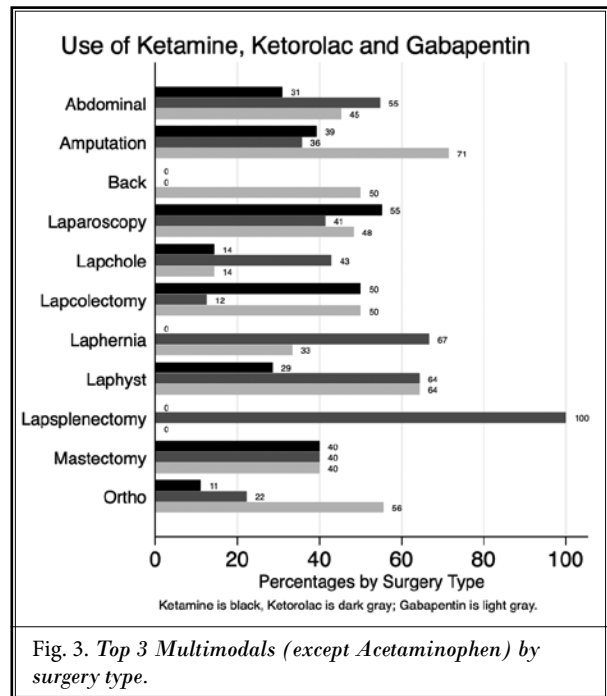 Use of Ketamine, Ketorolac and Gabapentin
Abdominal
31
55
45
Amputation
39
36
71
Back
0
0
50
Laparoscopy
55
41
48
Lapchole
14
43
14
Lapcolectomy
50
12
50
Laphernia
0
67
33
Laphyst
29
64
64
Lapsplenectomy
0
100
0
Mastectomy
40
40
40
Ortho
11
22
56
0 20 40 60 80 100
Percentages by Surgery Type
Ketamine is black, Ketorolac is dark gray; Gabapentin is light gray.
Fig. 3. Top 3 Multimodals (except Acetaminophen) by
surgery type.